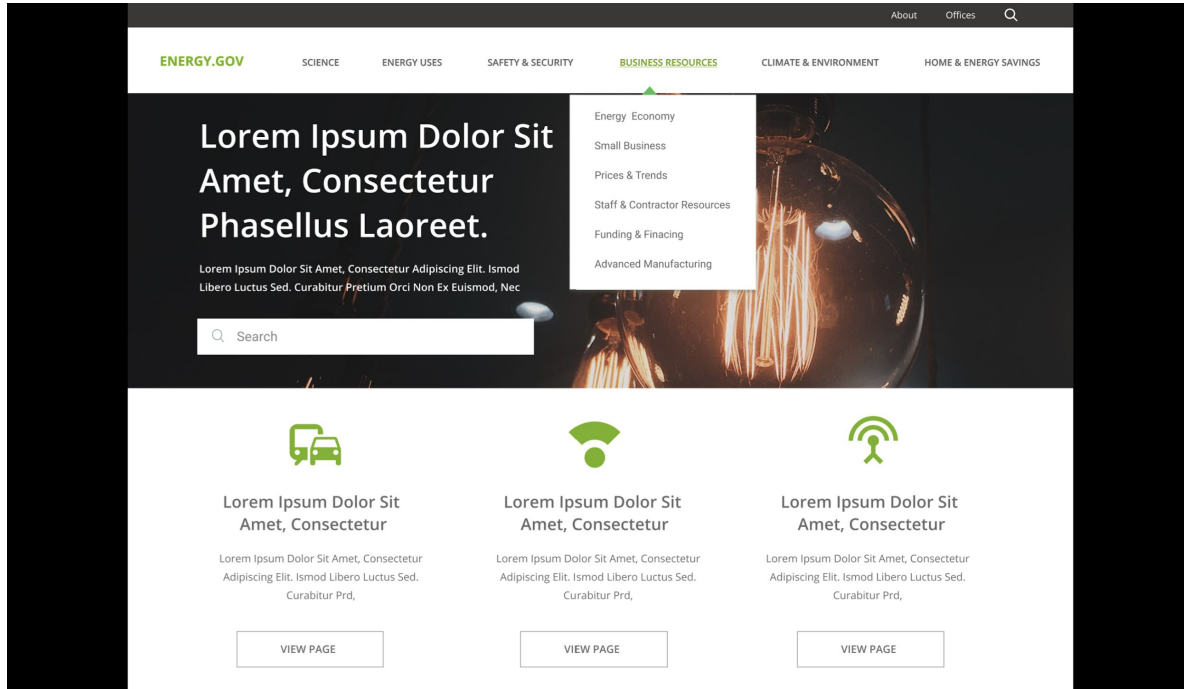 About Offices
ENERGY.GOV SCIENCE ENERGY USES SAFETY & SECURITY BUSINESS RESOURCES CLIMATE & ENVIRONMENT HOME & ENERGY SAVINGS
Energy Economy
Small Business
Prices & Trends
Staff & Contractor Resources
Funding & Finacing
Advanced Manufacturing
Lorem Ipsum Dolor Sit
Amet, Consectetur
Phasellus Laoreet.
Lorem Ipsum Dolor Sit Amet, Consectetur Adipiscing Elit. Ismod
Libero Luctus Sed. Curabitur Pretium Orci Non Ex Euismod, Nec
Search
Lorem Ipsum Dolor Sit
Amet, Consectetur
Lorem Ipsum Dolor Sit Amet, Consectetur
Adipiscing Elit. Ismod Libero Luctus Sed.
Curabitur Prd,
VIEW PAGE
Lorem Ipsum Dolor Sit
Amet, Consectetur
Lorem Ipsum Dolor Sit Amet, Consectetur
Adipiscing Elit. Ismod Libero Luctus Sed.
Curabitur Prd,
VIEW PAGE
Lorem Ipsum Dolor Sit
Amet, Consectetur
Lorem Ipsum Dolor Sit Amet, Consectetur
Adipiscing Elit. Ismod Libero Luctus Sed.
Curabitur Prd,
VIEW PAGE